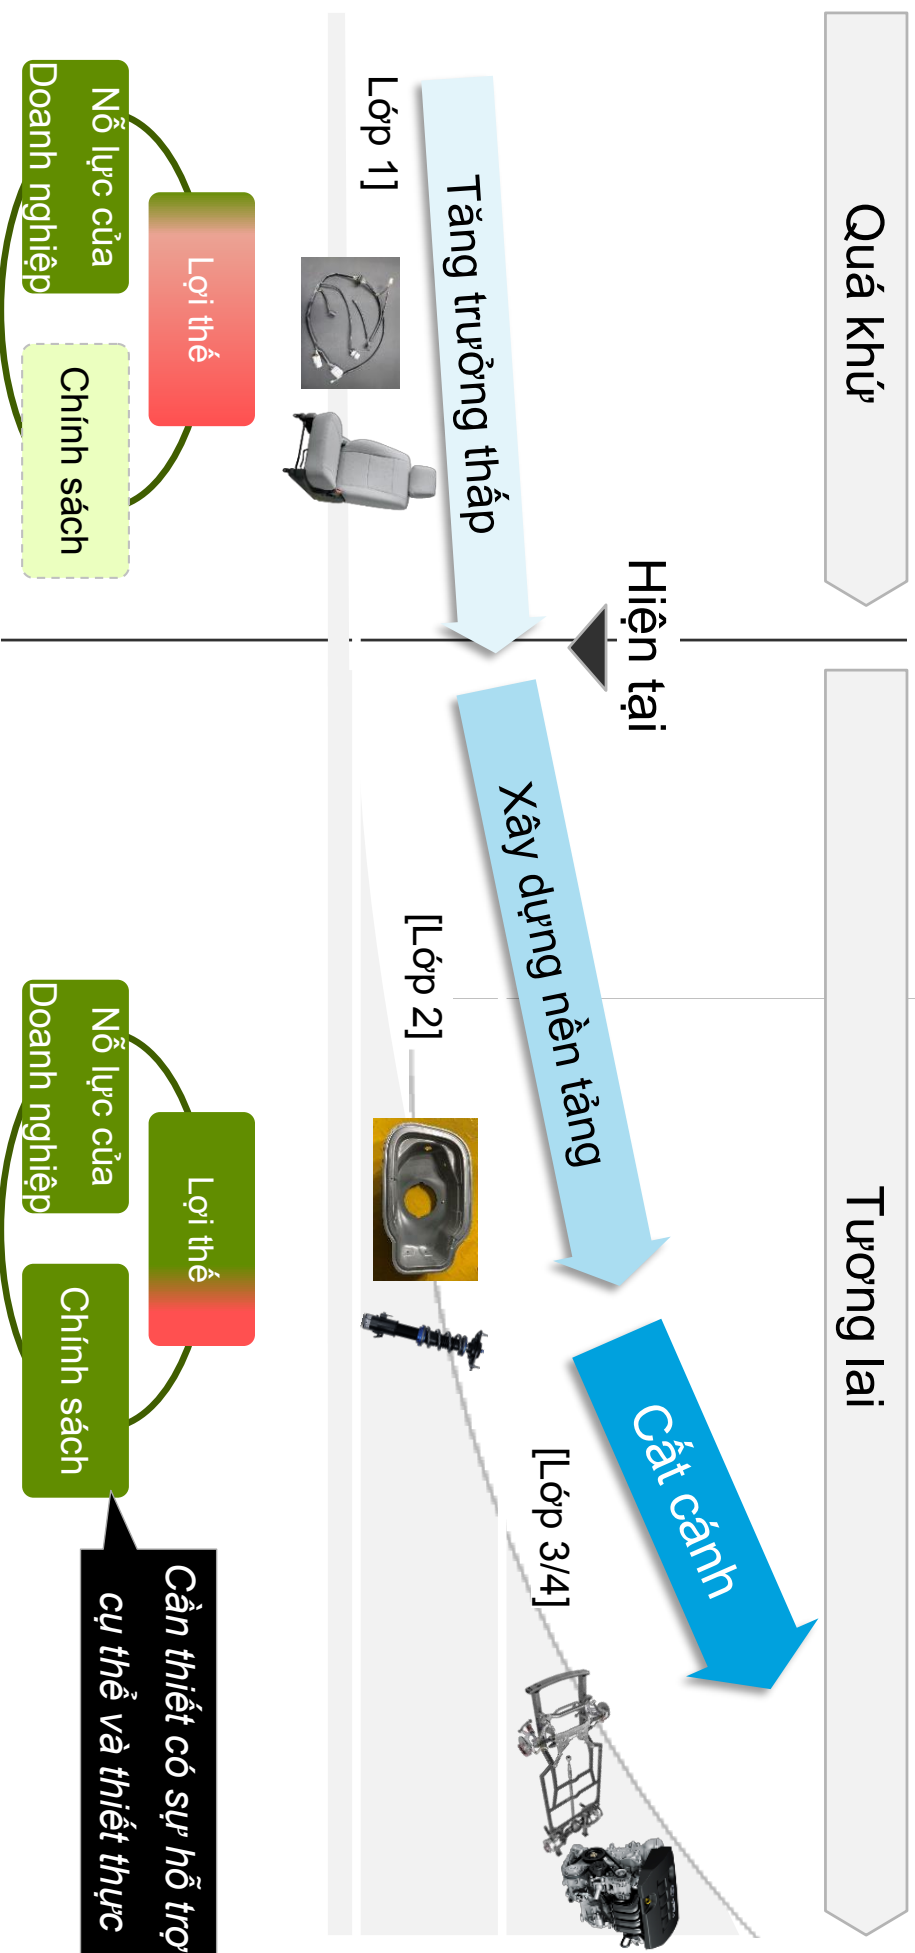 Quá khứ
Tương lai
Hiện tại
Tăng trưởng thấp
Xây dựng nền tảng
Cất cánh
Lớp 1]
[Lớp 2]
[Lớp 3/4]
Lợi thế
Nỗ lực của
Doanh nghiệp
Chính sách
Lợi thế
Nỗ lực của
Doanh nghiệp
Chính sách
Cần thiết có sự hỗ trợ
cụ thể và thiết thực